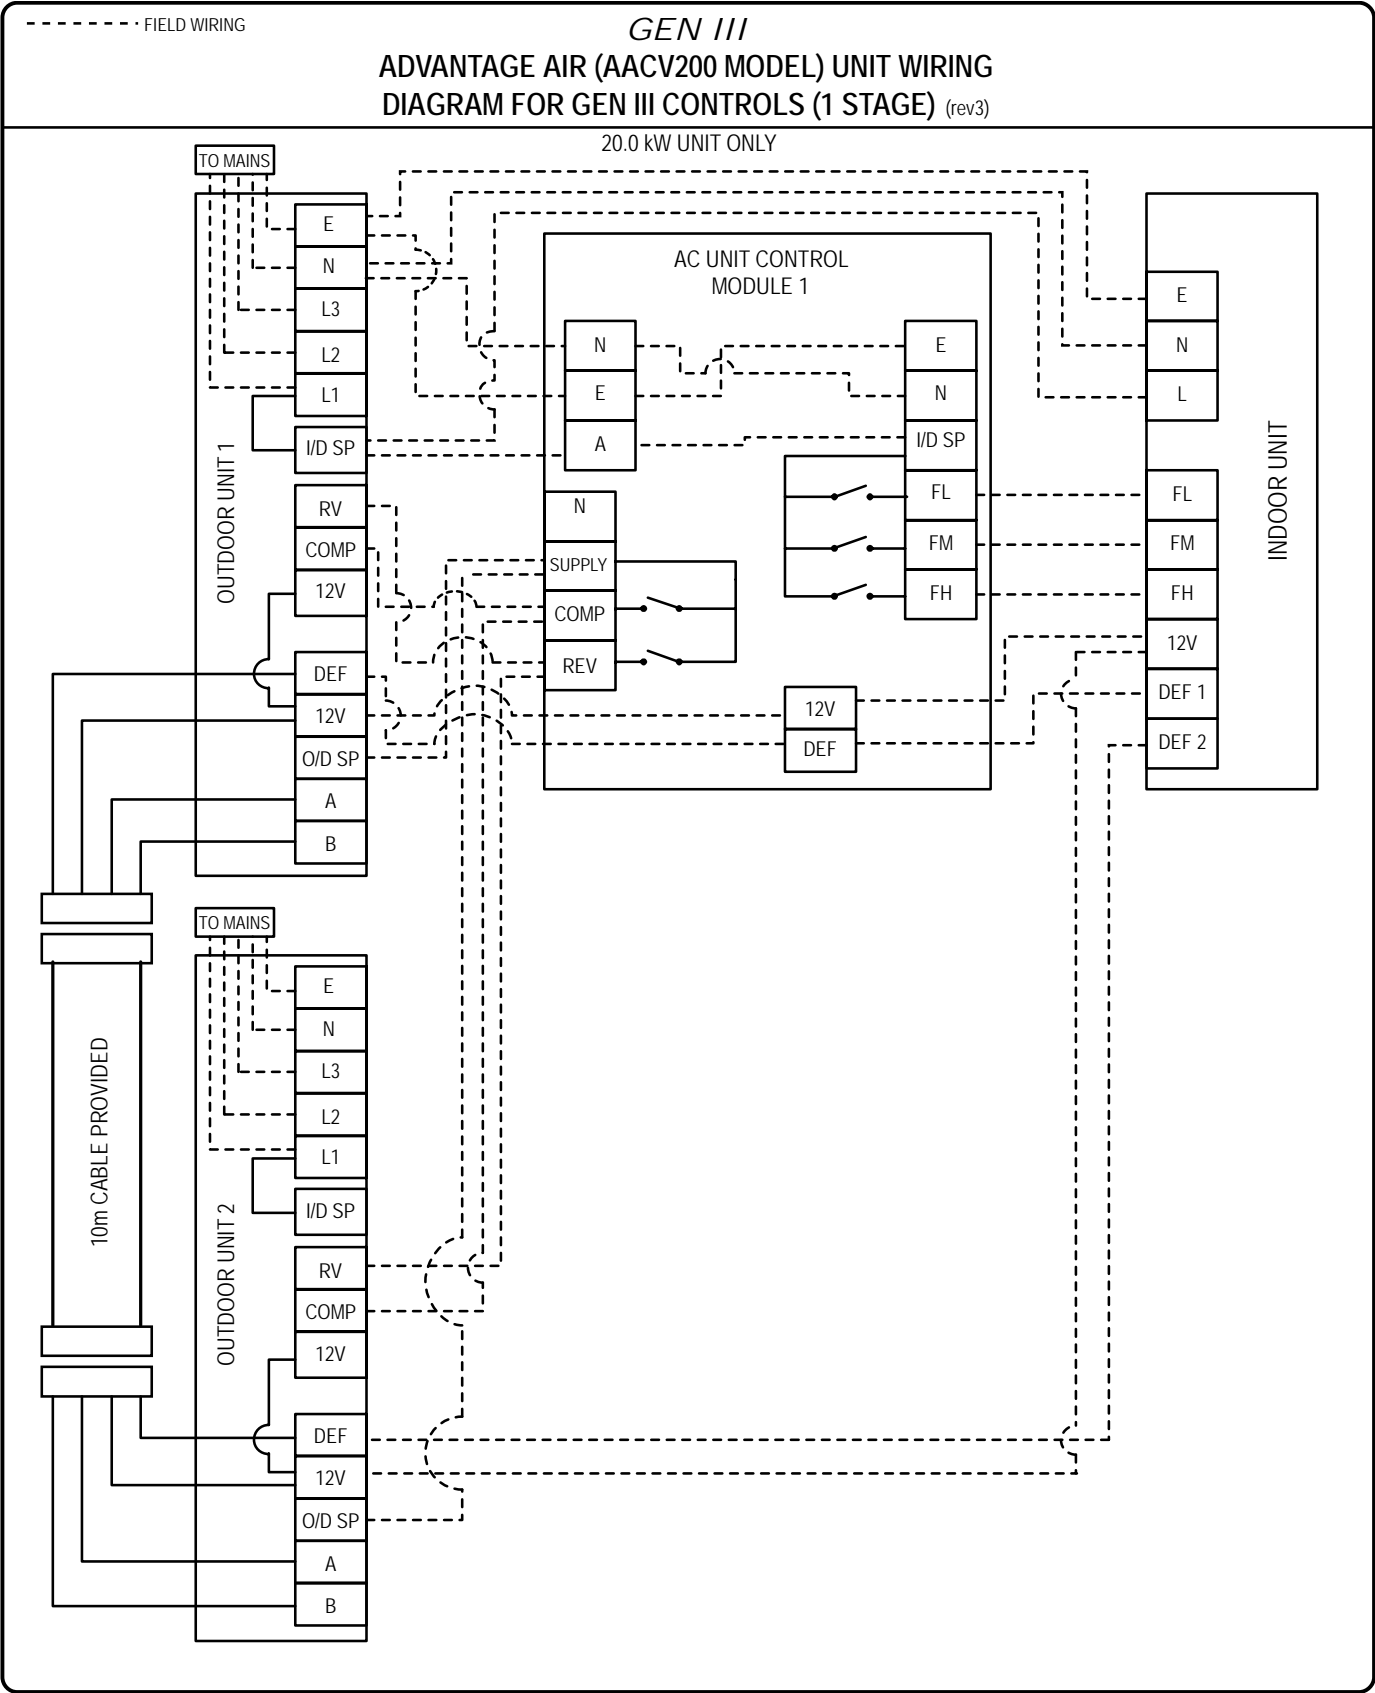 FIELD WIRING
GEN III
ADVANTAGE AIR (AACV200 MODEL) UNIT WIRING
DIAGRAM FOR GEN III CONTROLS (1 STAGE) (rev3)
20.0 kW UNIT ONLY
TO MAINS
E
N
L3
L2
L1
I/D SP
RV
COMP
12V
DEF
12V
O/D SP
A
B
OUTDOOR UNIT 1
AC UNIT CONTROL
MODULE 1
N
E
A
N
SUPPLY
COMP
REV
E
N
I/D SP
FL
FM
FH
12V
DEF
E
N
L
FL
FM
FH
12V
DEF 1
DEF 2
INDOOR UNIT
10m CABLE PROVIDED
TO MAINS
E
N
L3
L2
L1
I/D SP
RV
COMP
12V
DEF
12V
O/D SP
A
B
OUTDOOR UNIT 2